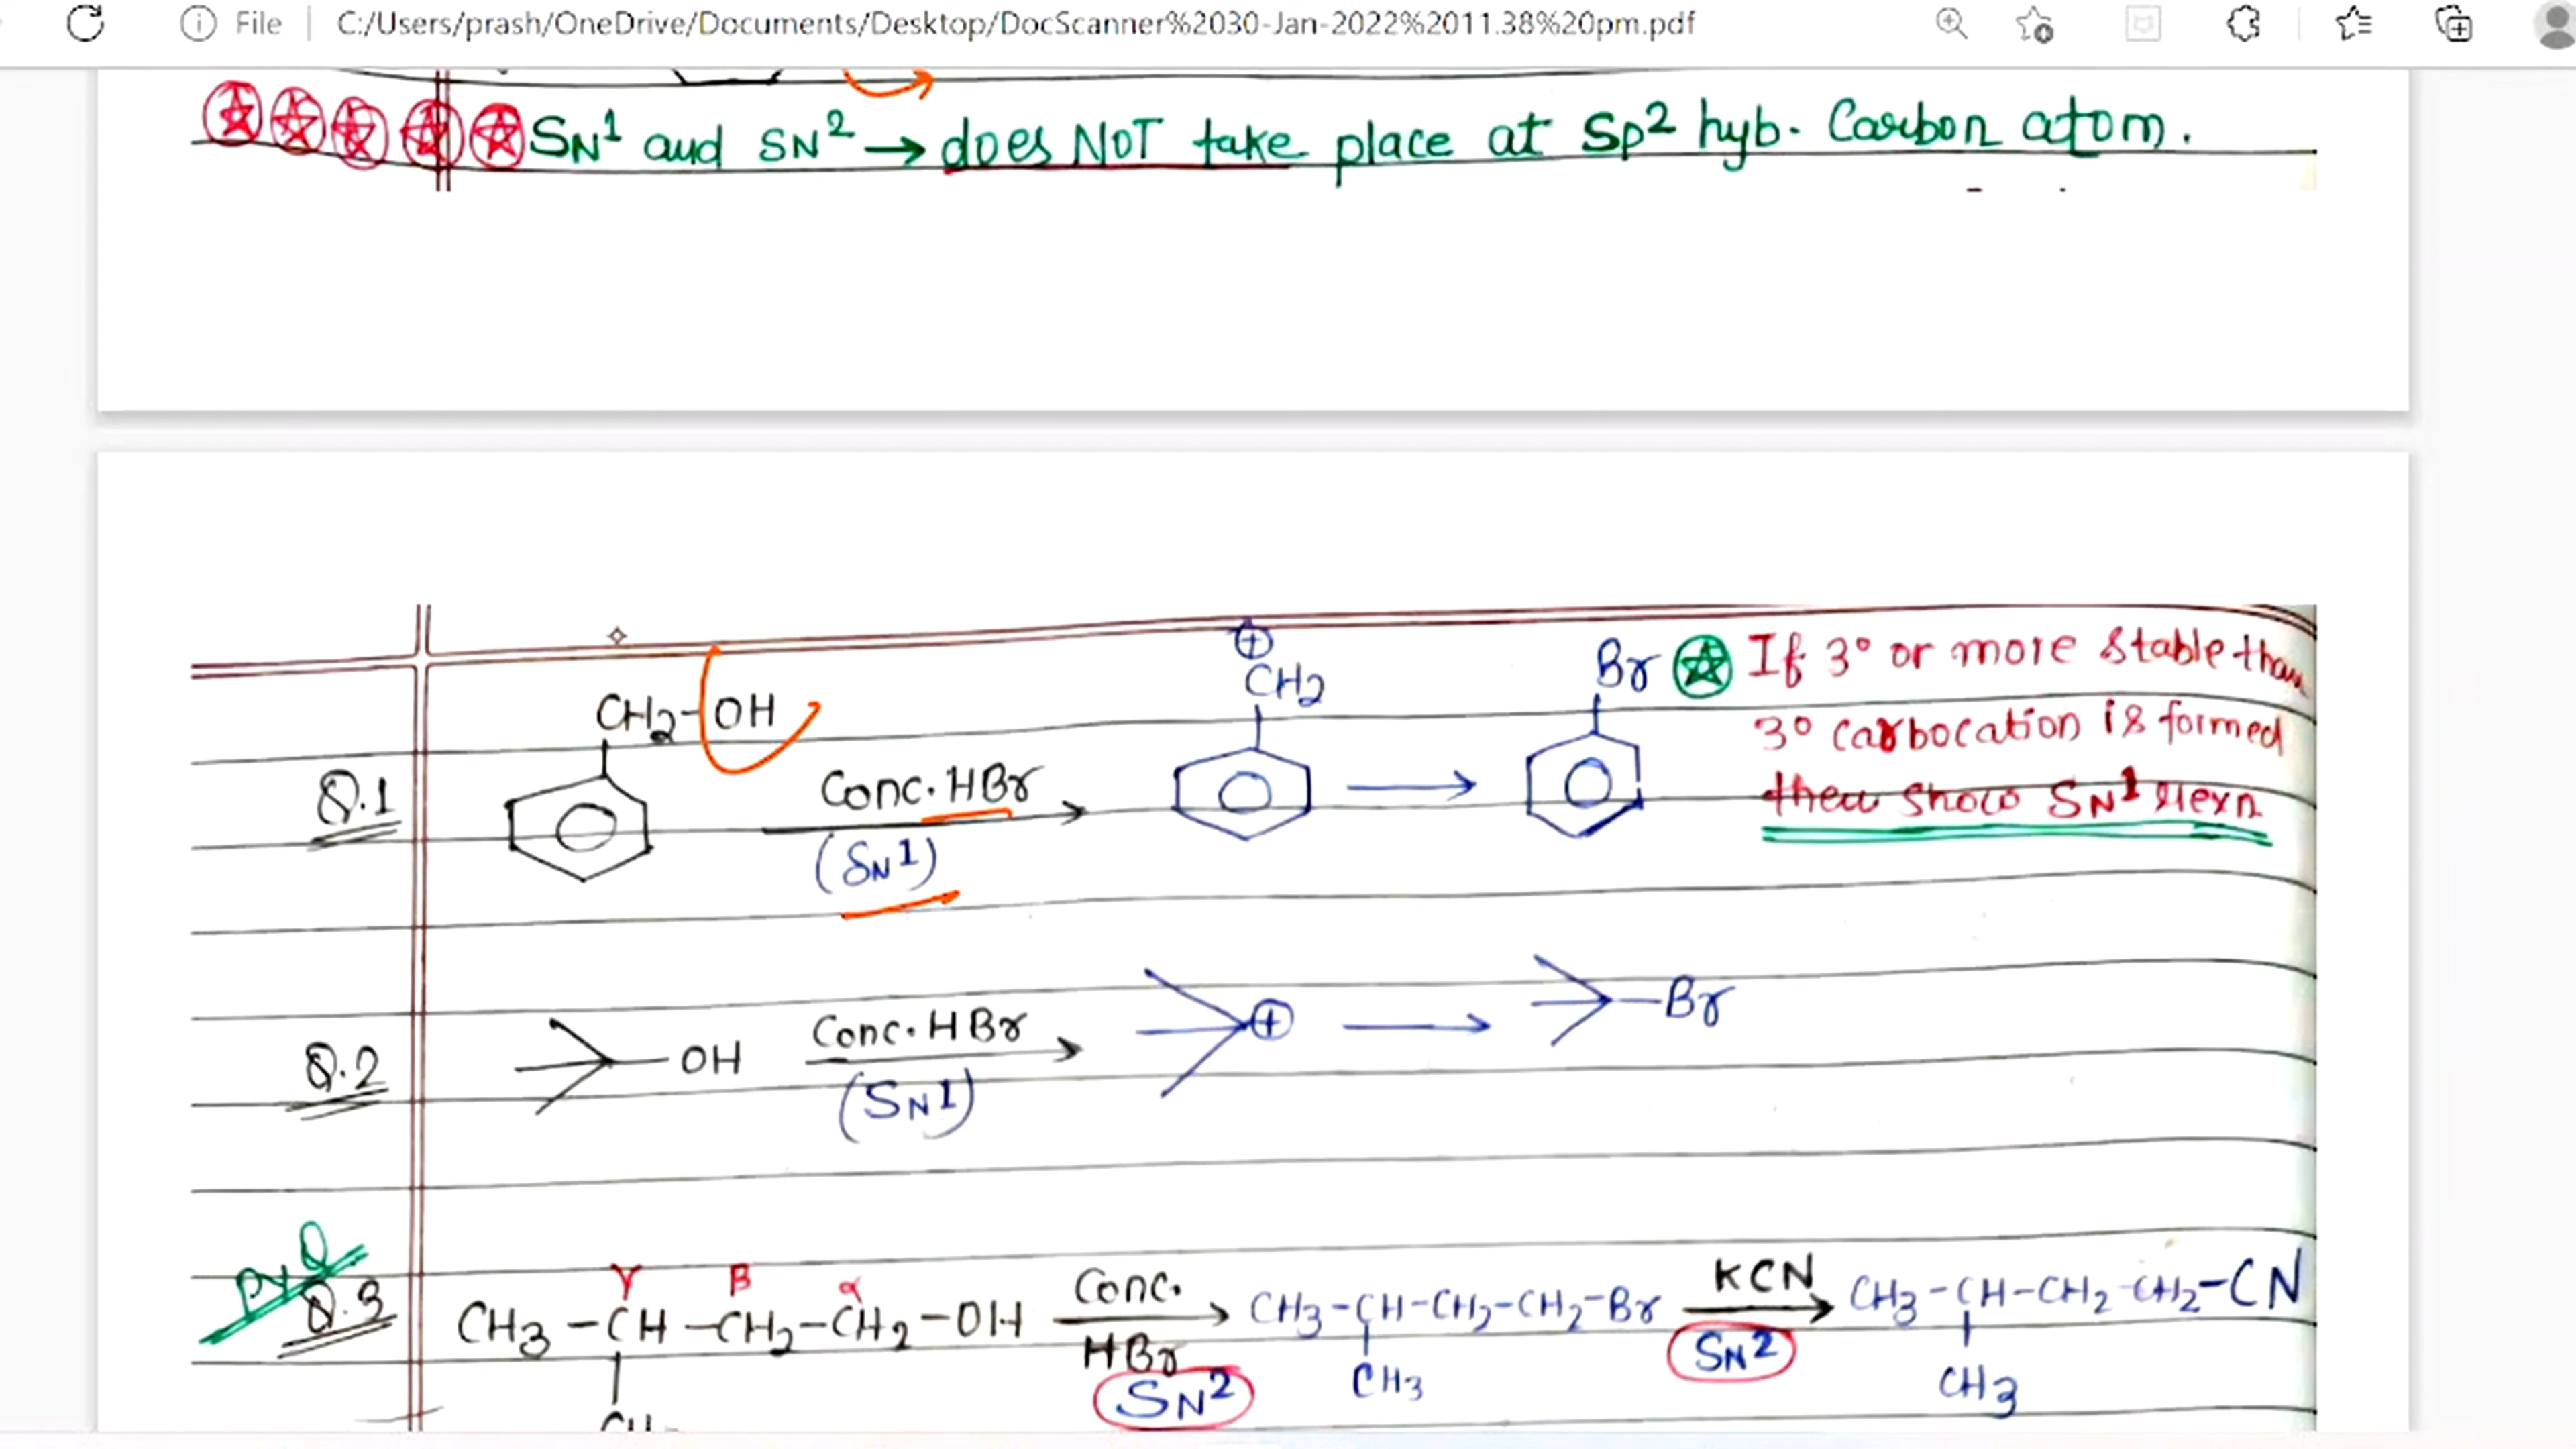 File C:/Users/prash/OneDrive/Documents/Desktop/DocScanner%2030-Jan-2022%2011.38%20pm.pdf
SN1 and SN2 → does NOT take place at Sp2 hyb. Carbon atom.
CH2-OH
Q.1
Conc. HBr
(SN1)
⊕
CH2
Br
If 3° or more stable than
3° carbocation is formed
then show SN1 rexn
Q.2
OH
Conc. HBr
(SN1)
⊕
Br
PYQ
Q.3
γ β α
CH3-CH-CH2-CH2-OH
Conc.
HBr
SN2
CH3-CH-CH2-CH2-Br
CH3
KCN
SN2
CH3-CH-CH2-CH2-CN
CH3